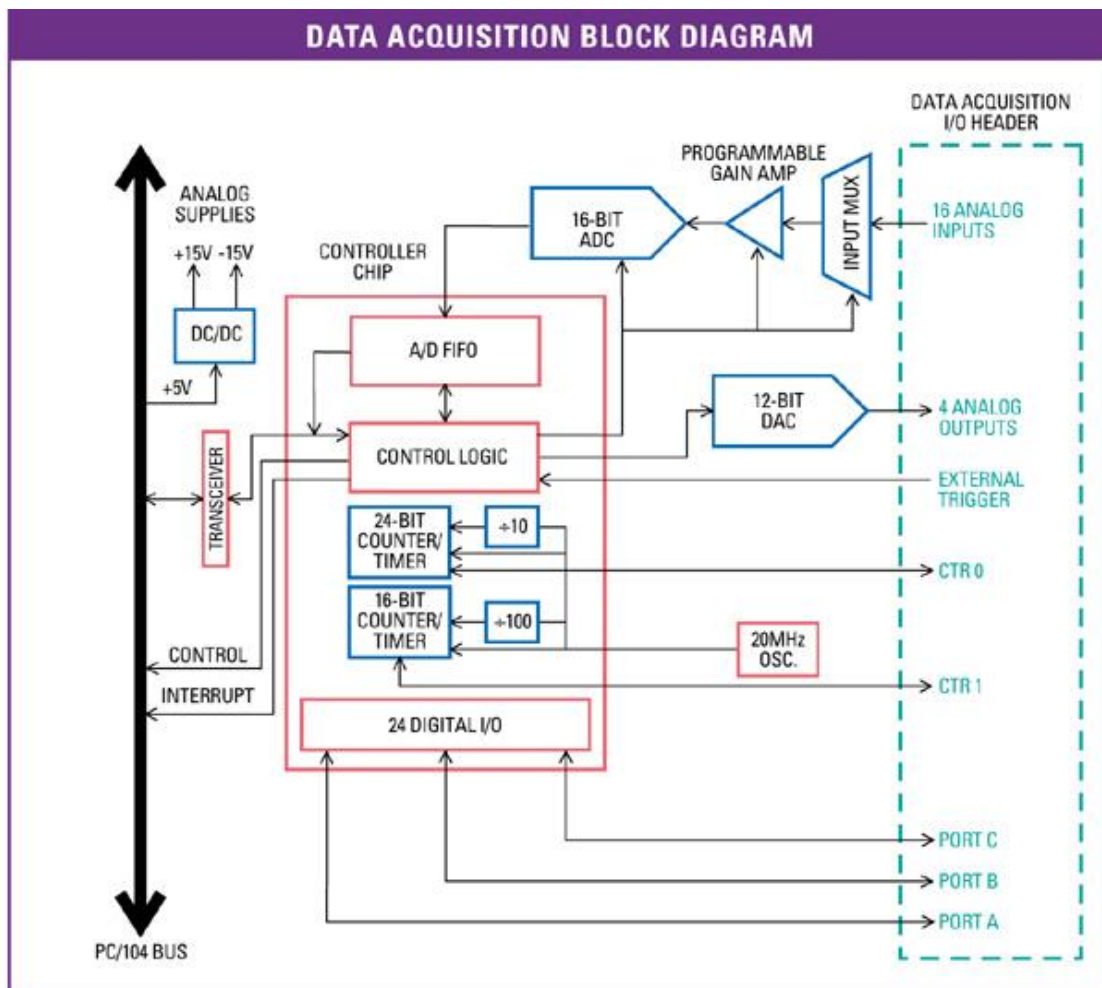 DATA ACQUISITION BLOCK DIAGRAM
DATA ACQUISITION
I/O HEADER
PROGRAMMABLE
GAIN AMP
ANALOG
SUPPLIES
+15V -15V
DC/DC
+5V
CONTROLLER
CHIP
16-BIT
ADC
INPUT MUX
16 ANALOG
INPUTS
A/D FIFO
12-BIT
DAC
4 ANALOG
OUTPUTS
CONTROL LOGIC
EXTERNAL
TRIGGER
TRANSCEIVER
24-BIT
COUNTER/
TIMER
÷10
CTR 0
16-BIT
COUNTER/
TIMER
÷100
20MHz
OSC.
CONTROL
INTERRUPT
CTR 1
24 DIGITAL I/O
PORT C
PORT B
PORT A
PC/104 BUS